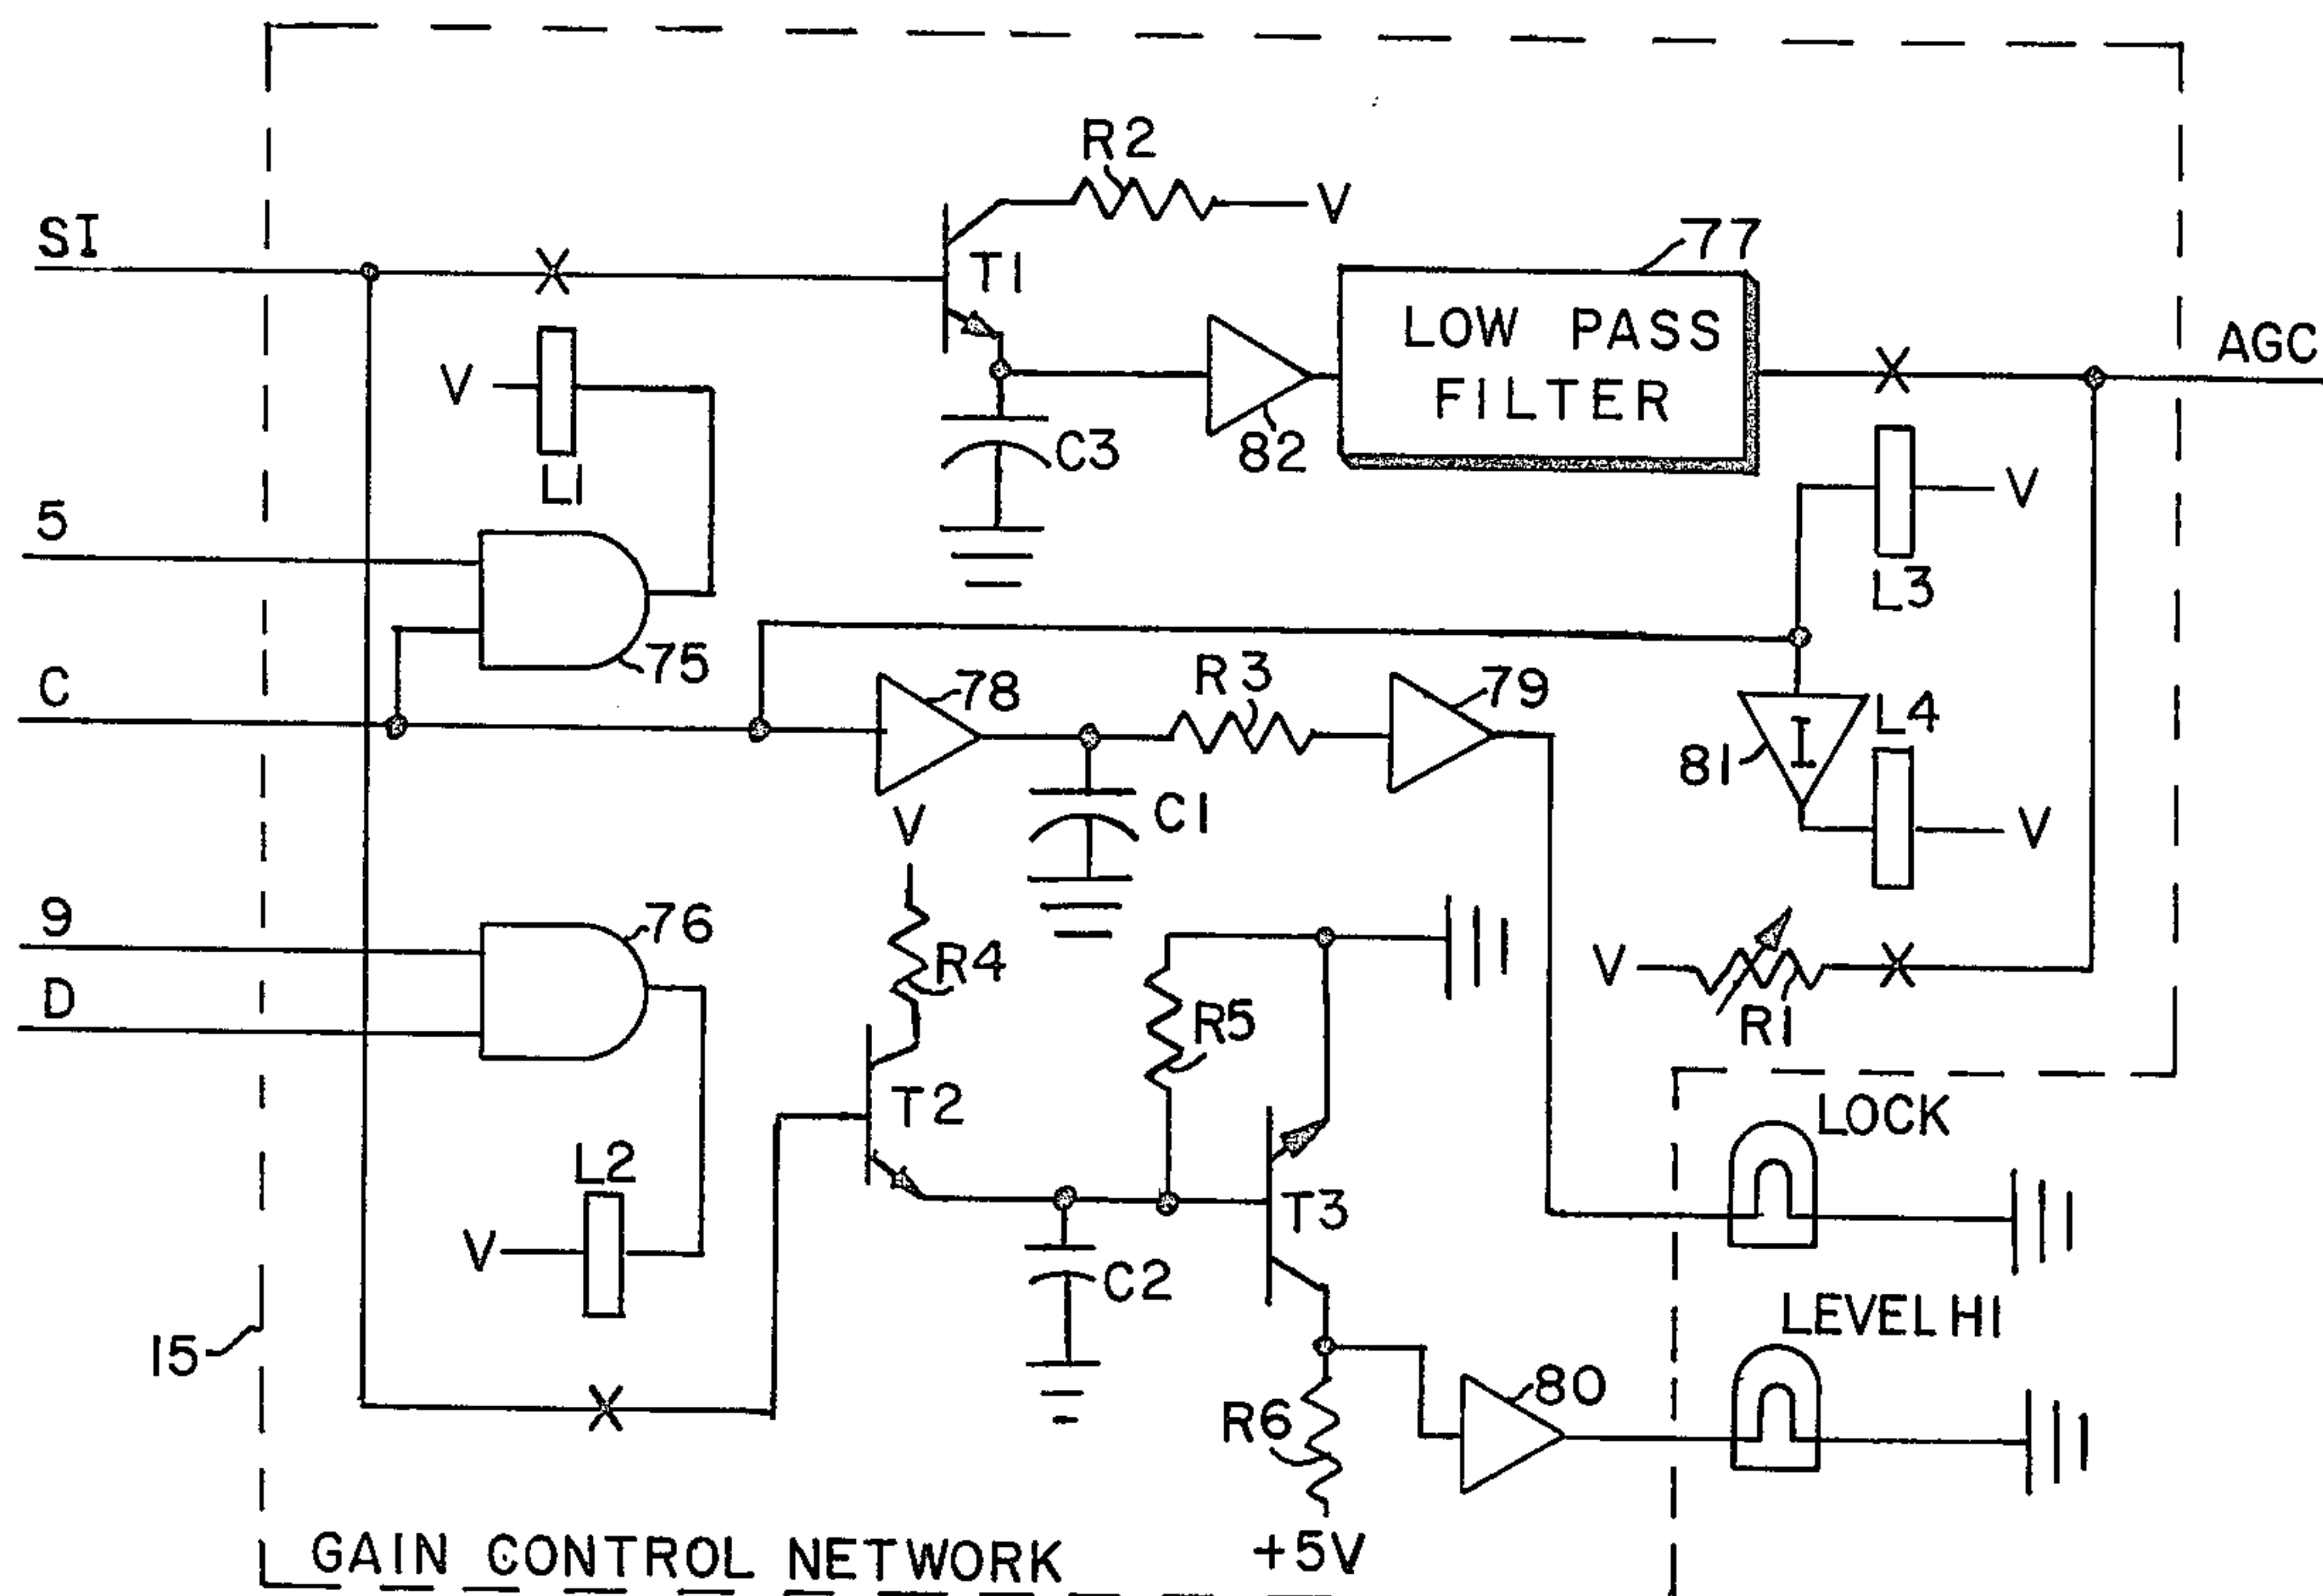 R2
V
SI
T1
77
LOW PASS
FILTER
AGC
V
L1
C3
82
V
L3
5
75
C
78
R3
79
L4
81
I
V
C1
V
9
76
D
R4
R5
V
R1
T2
LOCK
L2
V
T3
C2
LEVEL HI
15
80
R6
+5V
GAIN CONTROL NETWORK